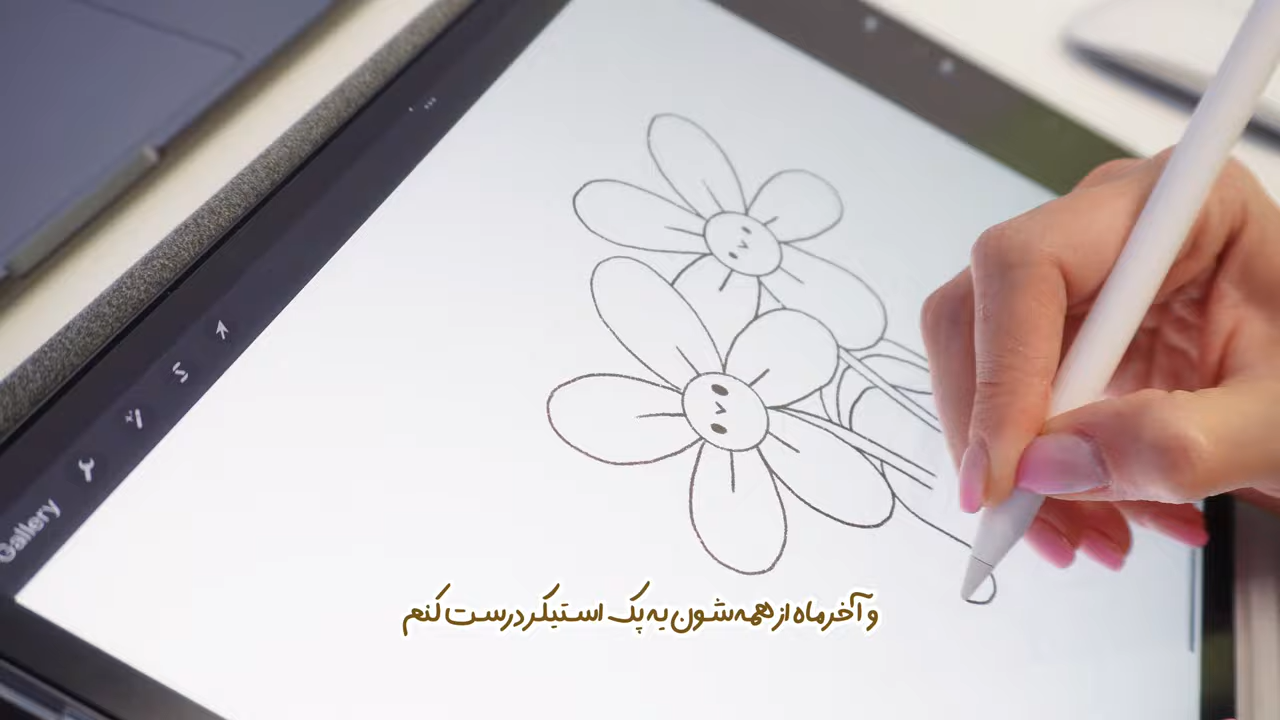 Gallery
و آخر ماه از همه‌شون یه پک استیکر درست کنم